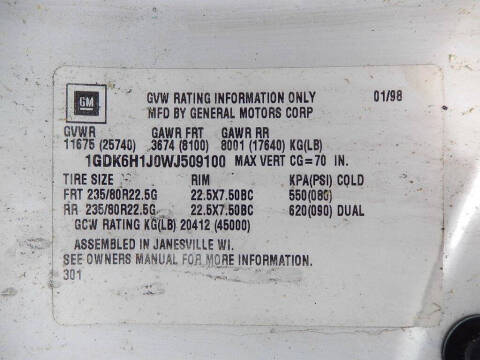 GM
GVW RATING INFORMATION ONLY 01/98
MFD BY GENERAL MOTORS CORP
GVWR GAWR FRT GAWR RR
11675 (25740) 3674 (8100) 8001 (17640) KG(LB)
1GDK6H1J0WJ509100 MAX VERT CG=70 IN.
TIRE SIZE RIM KPA(PSI) COLD
FRT 235/80R22.5G 22.5X7.50BC 550(080)
RR 235/80R22.5G 22.5X7.50BC 620(090) DUAL
GCW RATING KG(LB) 20412 (45000)
ASSEMBLED IN JANESVILLE WI.
SEE OWNERS MANUAL FOR MORE INFORMATION.
301